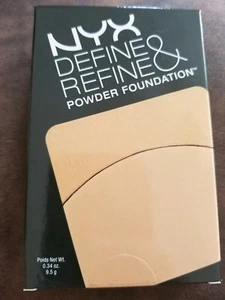 NYX
DEFINE &
REFINE
POWDER FOUNDATION™
Poids Net Wt.
0.34 oz.
9.5 g